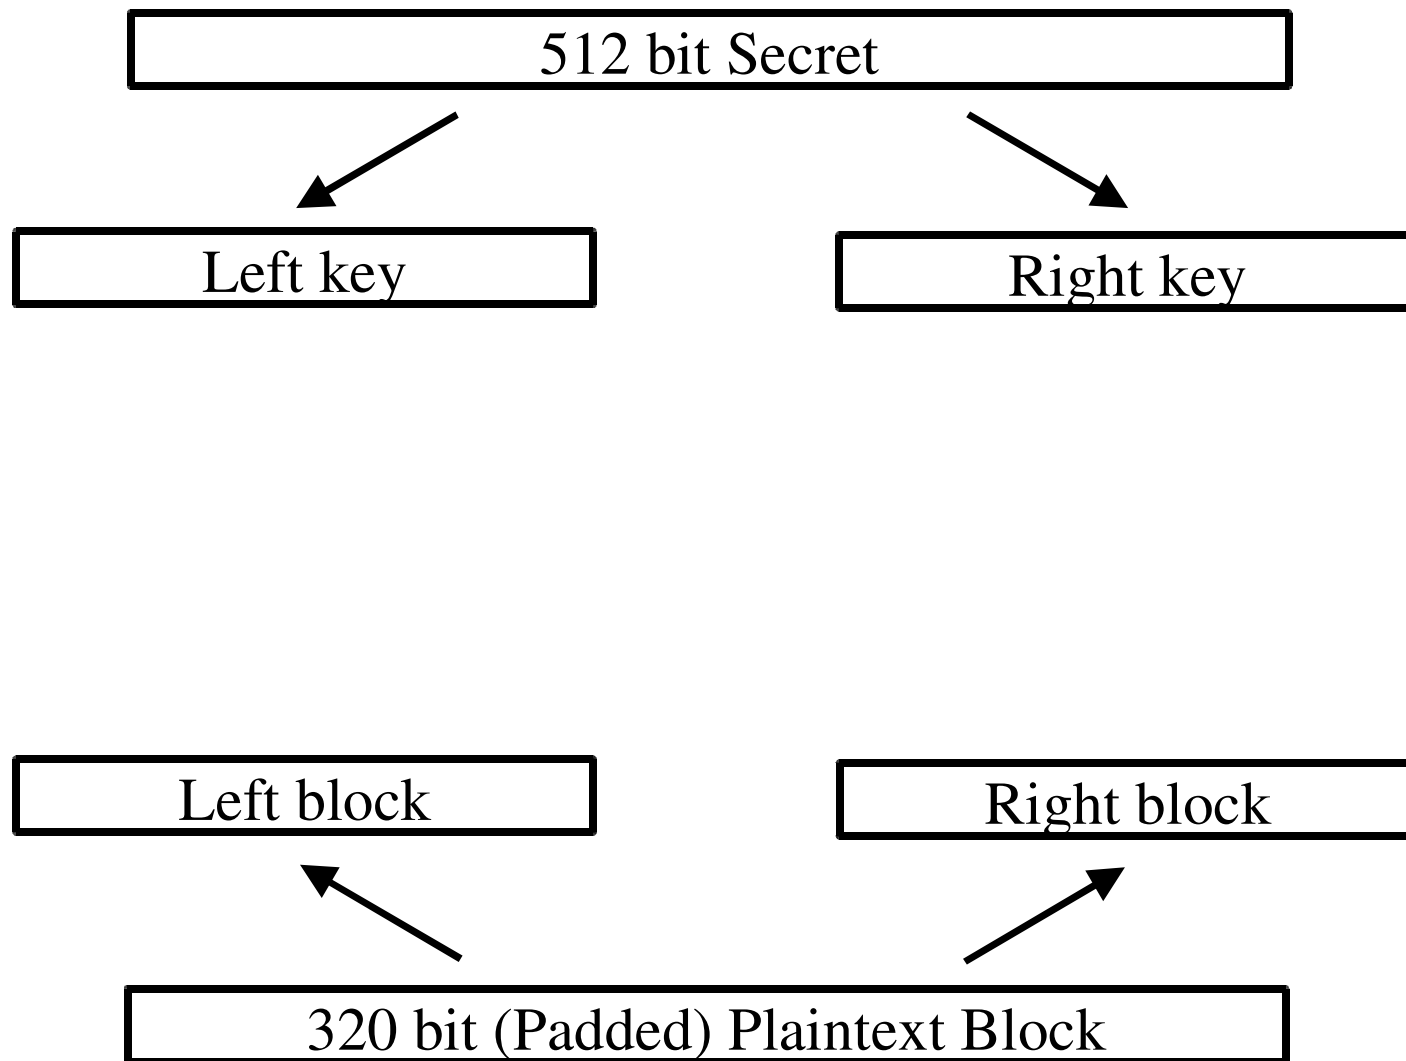 512 bit Secret
Left key
Right key
Left block
Right block
320 bit (Padded) Plaintext Block